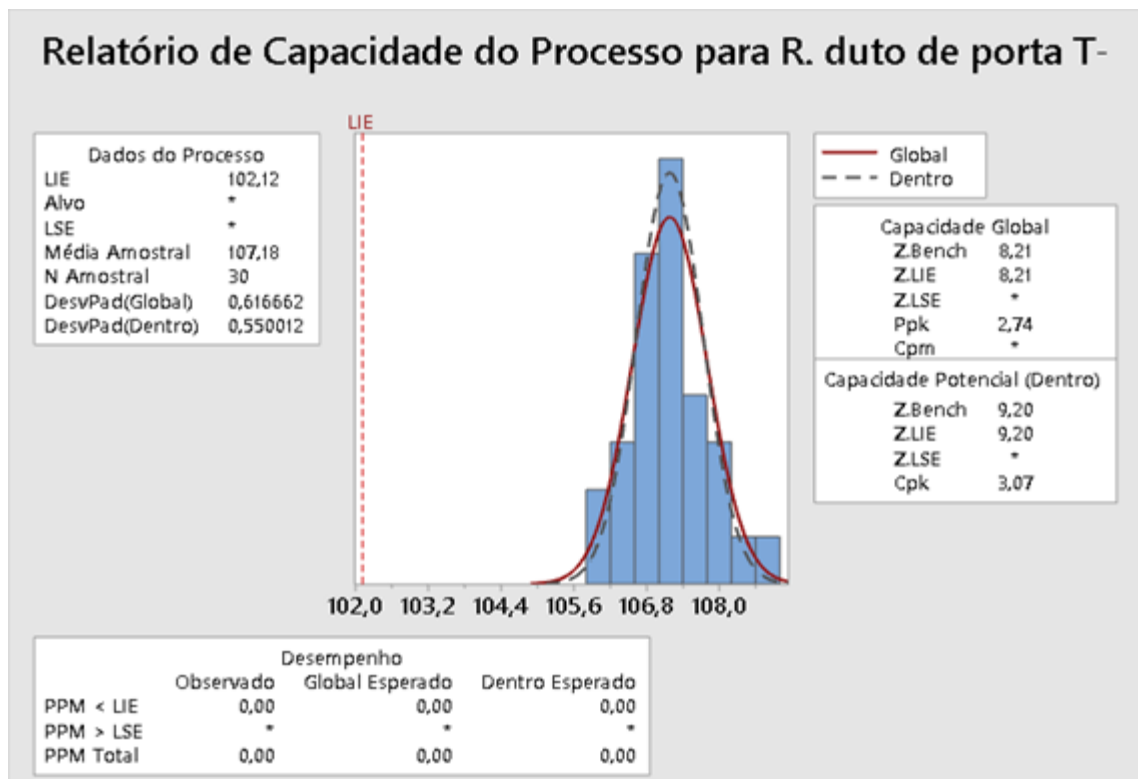 Relatório de Capacidade do Processo para R. duto de porta T-
LIE
Dados do Processo
LIE 102,12
Alvo *
LSE *
Média Amostral 107,18
N Amostral 30
DesvPad(Global) 0,616662
DesvPad(Dentro) 0,550012
Global
Dentro
Capacidade Global
Z.Bench 8,21
Z.LIE 8,21
Z.LSE *
Ppk 2,74
Cpm *
Capacidade Potencial (Dentro)
Z.Bench 9,20
Z.LIE 9,20
Z.LSE *
Cpk 3,07
102,0 103,2 104,4 105,6 106,8 108,0
Desempenho
Observado Global Esperado Dentro Esperado
PPM < LIE 0,00 0,00 0,00
PPM > LSE * * *
PPM Total 0,00 0,00 0,00